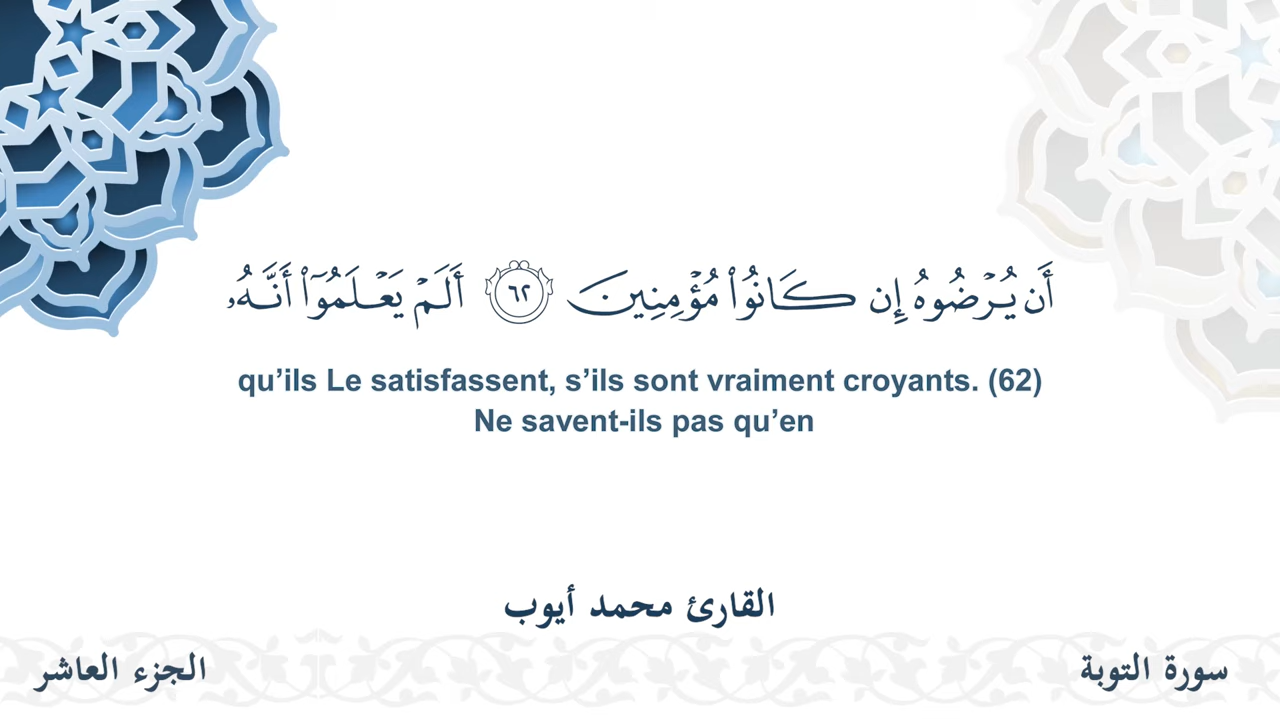 أَن يُرۡضُوهُ إِن كَانُواْ مُؤۡمِنِينَ ٦٢ أَلَمۡ يَعۡلَمُوٓاْ أَنَّهُۥ
qu’ils Le satisfassent, s’ils sont vraiment croyants. (62)
Ne savent-ils pas qu’en
القارئ محمد أيوب
سورة التوبة
الجزء العاشر